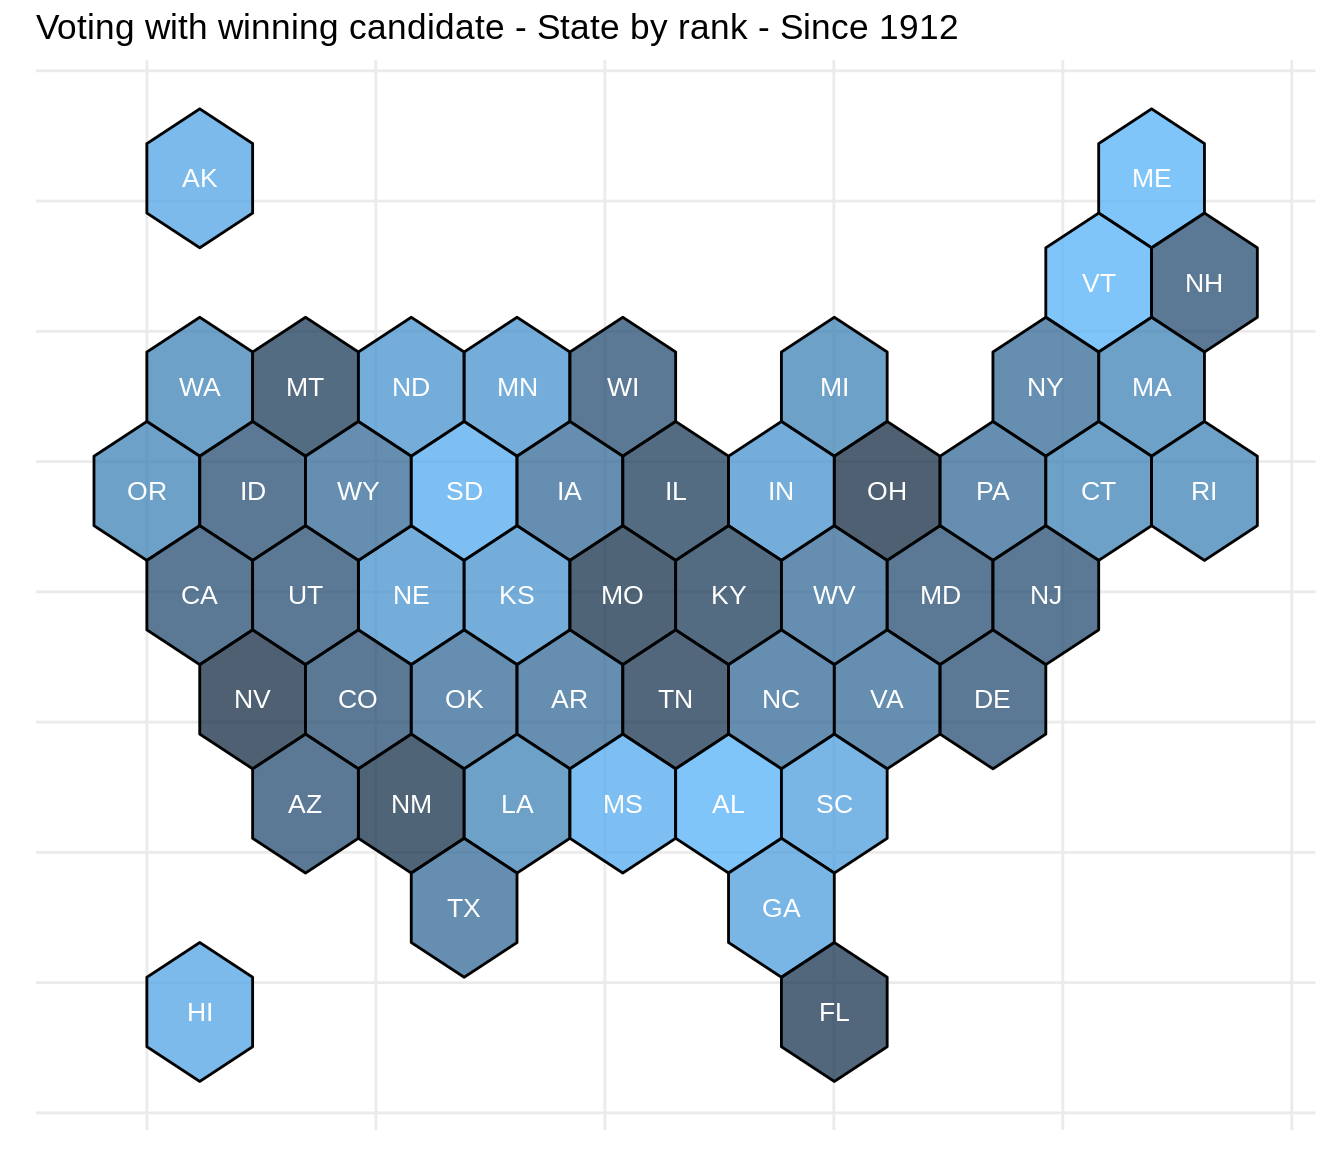 Voting with winning candidate - State by rank - Since 1912
AK
ME
VT NH
WA MT ND MN WI MI NY MA
OR ID WY SD IA IL IN OH PA CT RI
CA UT NE KS MO KY WV MD NJ
NV CO OK AR TN NC VA DE
AZ NM LA MS AL SC
TX GA
HI FL